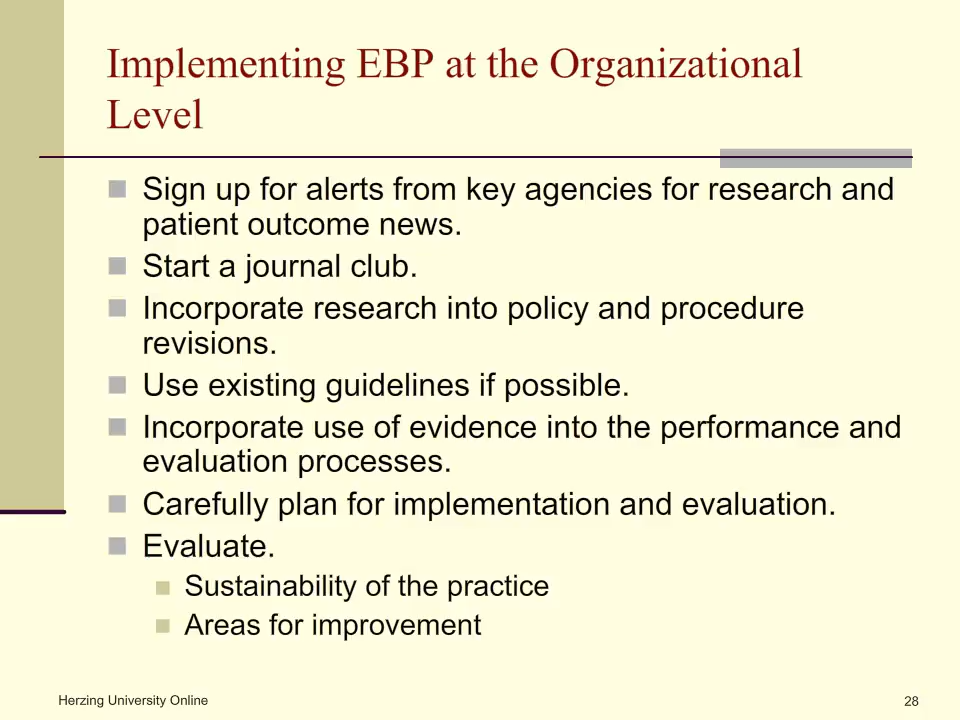 Implementing EBP at the Organizational
Level
Sign up for alerts from key agencies for research and
patient outcome news.
Start a journal club.
Incorporate research into policy and procedure
revisions.
Use existing guidelines if possible.
Incorporate use of evidence into the performance and
evaluation processes.
Carefully plan for implementation and evaluation.
Evaluate.
Sustainability of the practice
Areas for improvement
Herzing University Online
28